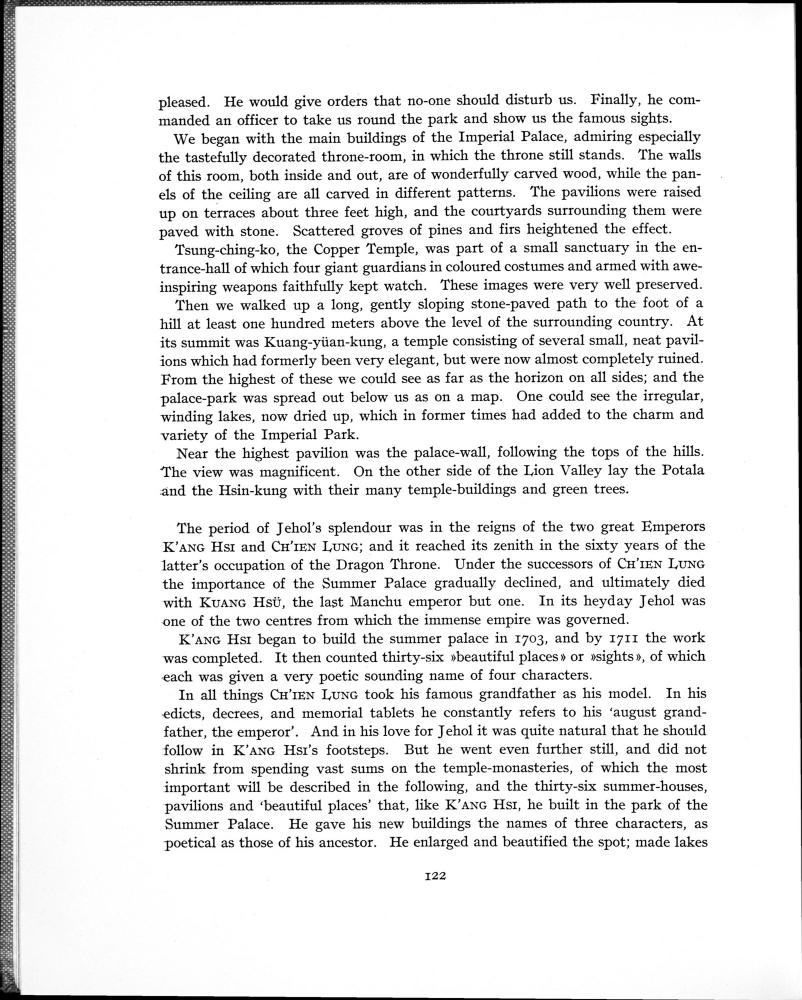 pleased. He would give orders that no-one should disturb us. Finally, he com-
manded an officer to take us round the park and show us the famous sights.
We began with the main buildings of the Imperial Palace, admiring especially
the tastefully decorated throne-room, in which the throne still stands. The walls
of this room, both inside and out, are of wonderfully carved wood, while the pan-
els of the ceiling are all carved in different patterns. The pavilions were raised
up on terraces about three feet high, and the courtyards surrounding them were
paved with stone. Scattered groves of pines and firs heightened the effect.
Tsung-ching-ko, the Copper Temple, was part of a small sanctuary in the en-
trance-hall of which four giant guardians in coloured costumes and armed with awe-
inspiring weapons faithfully kept watch. These images were very well preserved.
Then we walked up a long, gently sloping stone-paved path to the foot of a
hill at least one hundred meters above the level of the surrounding country. At
its summit was Kuang-yüan-kung, a temple consisting of several small, neat pavil-
ions which had formerly been very elegant, but were now almost completely ruined.
From the highest of these we could see as far as the horizon on all sides; and the
palace-park was spread out below us as on a map. One could see the irregular,
winding lakes, now dried up, which in former times had added to the charm and
variety of the Imperial Park.
Near the highest pavilion was the palace-wall, following the tops of the hills.
The view was magnificent. On the other side of the Lion Valley lay the Potala
and the Hsin-kung with their many temple-buildings and green trees.
The period of Jehol's splendour was in the reigns of the two great Emperors
K'ANG HSI and CH'IEN LUNG; and it reached its zenith in the sixty years of the
latter's occupation of the Dragon Throne. Under the successors of CH'IEN LUNG
the importance of the Summer Palace gradually declined, and ultimately died
with KUANG HSÜ, the last Manchu emperor but one. In its heyday Jehol was
one of the two centres from which the immense empire was governed.
K'ANG HSI began to build the summer palace in 1703, and by 1711 the work
was completed. It then counted thirty-six »beautiful places» or »sights», of which
each was given a very poetic sounding name of four characters.
In all things CH'IEN LUNG took his famous grandfather as his model. In his
edicts, decrees, and memorial tablets he constantly refers to his 'august grand-
father, the emperor'. And in his love for Jehol it was quite natural that he should
follow in K'ANG HSI's footsteps. But he went even further still, and did not
shrink from spending vast sums on the temple-monasteries, of which the most
important will be described in the following, and the thirty-six summer-houses,
pavilions and 'beautiful places' that, like K'ANG HSI, he built in the park of the
Summer Palace. He gave his new buildings the names of three characters, as
poetical as those of his ancestor. He enlarged and beautified the spot; made lakes
122